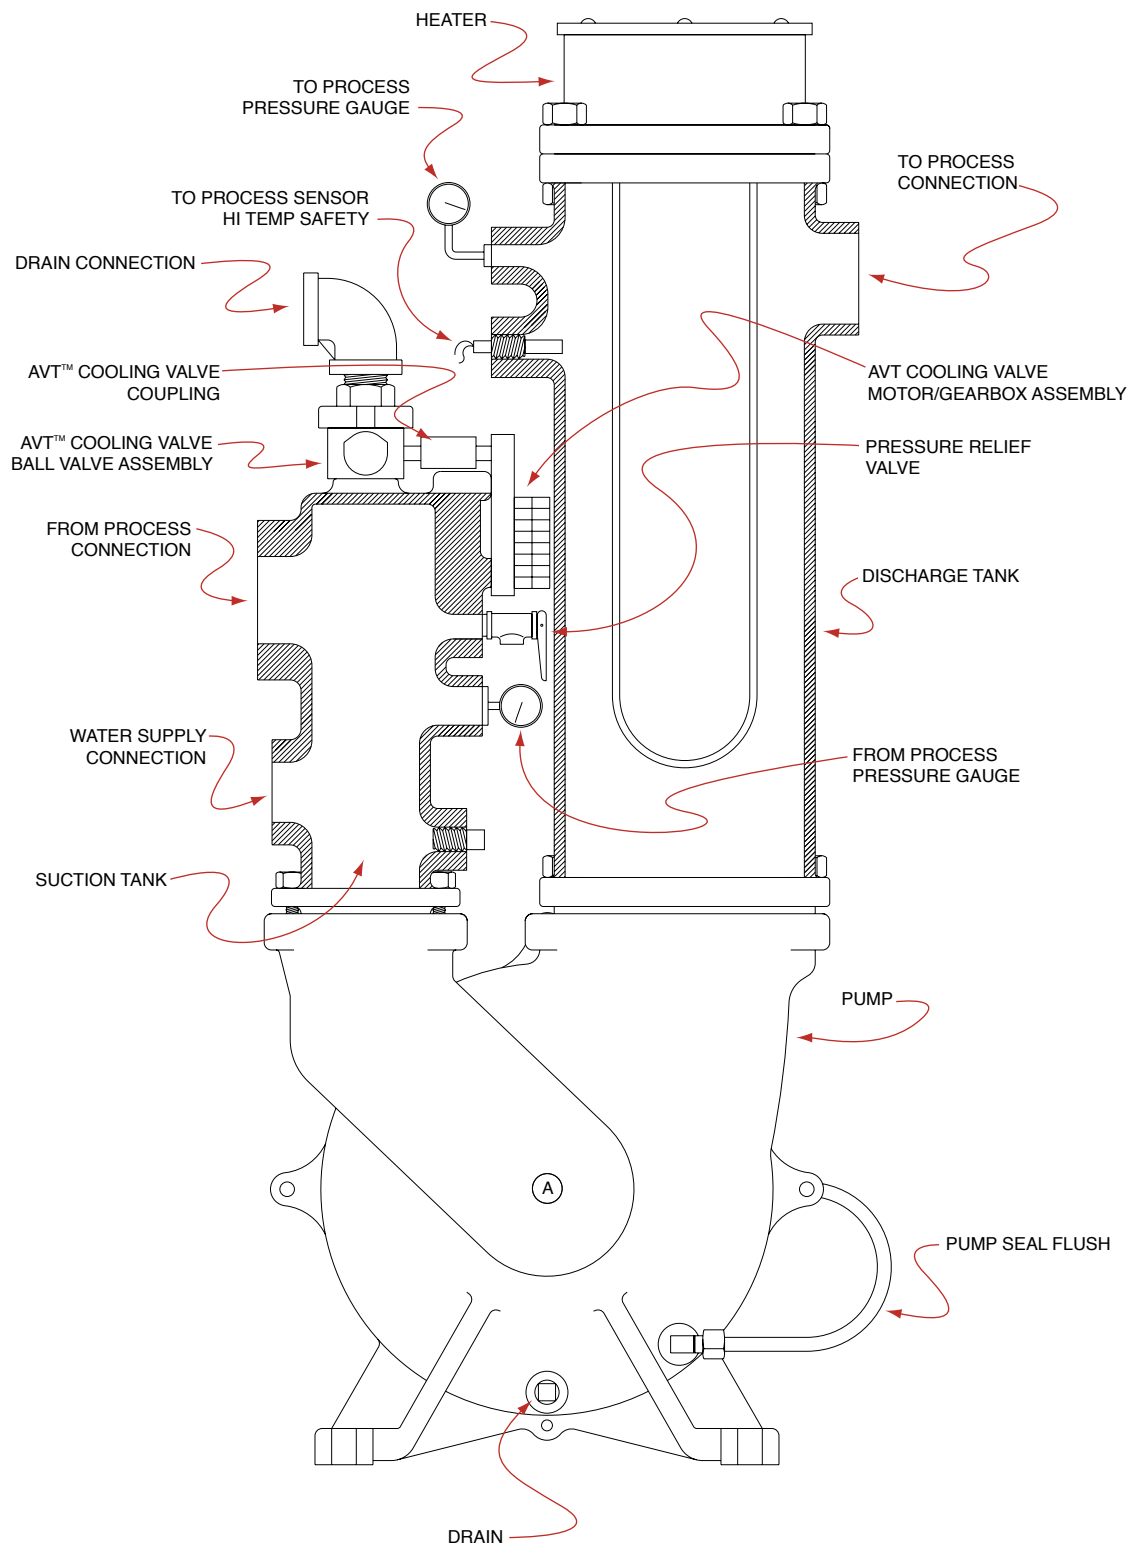 HEATER
TO PROCESS
PRESSURE GAUGE
TO PROCESS
CONNECTION
TO PROCESS SENSOR
HI TEMP SAFETY
DRAIN CONNECTION
AVT™ COOLING VALVE
COUPLING
AVT COOLING VALVE
MOTOR/GEARBOX ASSEMBLY
AVT™ COOLING VALVE
BALL VALVE ASSEMBLY
PRESSURE RELIEF
VALVE
FROM PROCESS
CONNECTION
DISCHARGE TANK
WATER SUPPLY
CONNECTION
FROM PROCESS
PRESSURE GAUGE
SUCTION TANK
PUMP
A
PUMP SEAL FLUSH
DRAIN